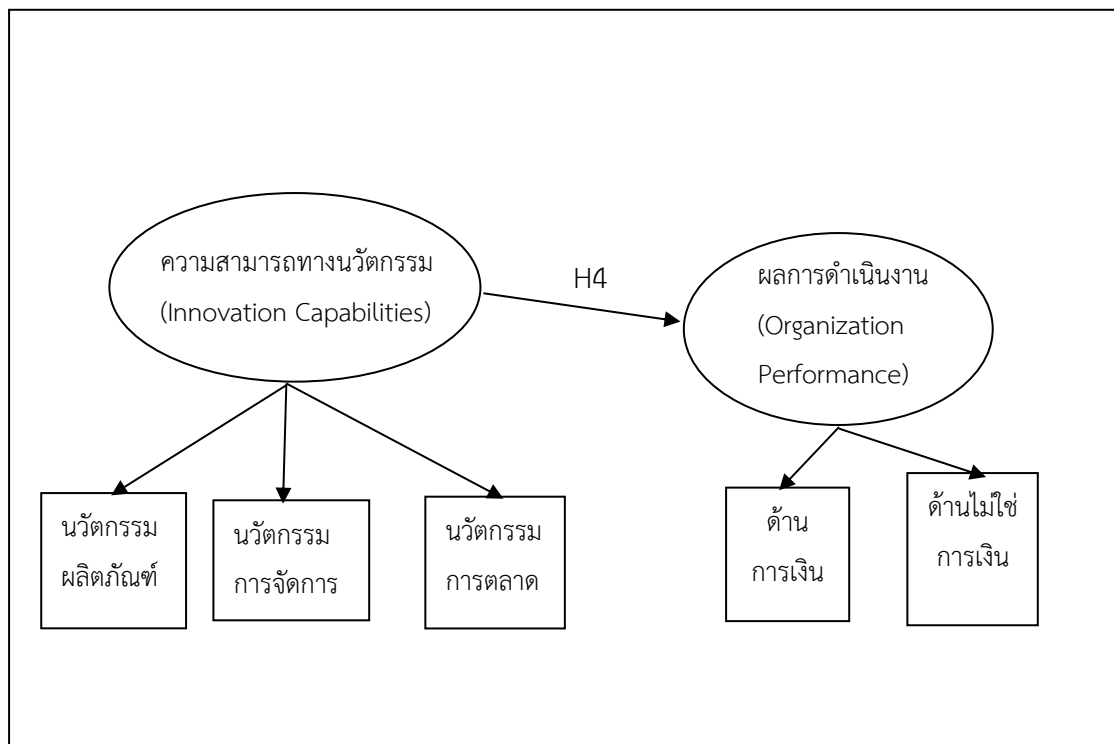 ความสามารถทางนวัตกรรม
(Innovation Capabilities)
H4
ผลการดำเนินงาน
(Organization
Performance)
นวัตกรรม
ผลิตภัณฑ์
นวัตกรรม
การจัดการ
นวัตกรรม
การตลาด
ด้าน
การเงิน
ด้านไม่ใช่
การเงิน